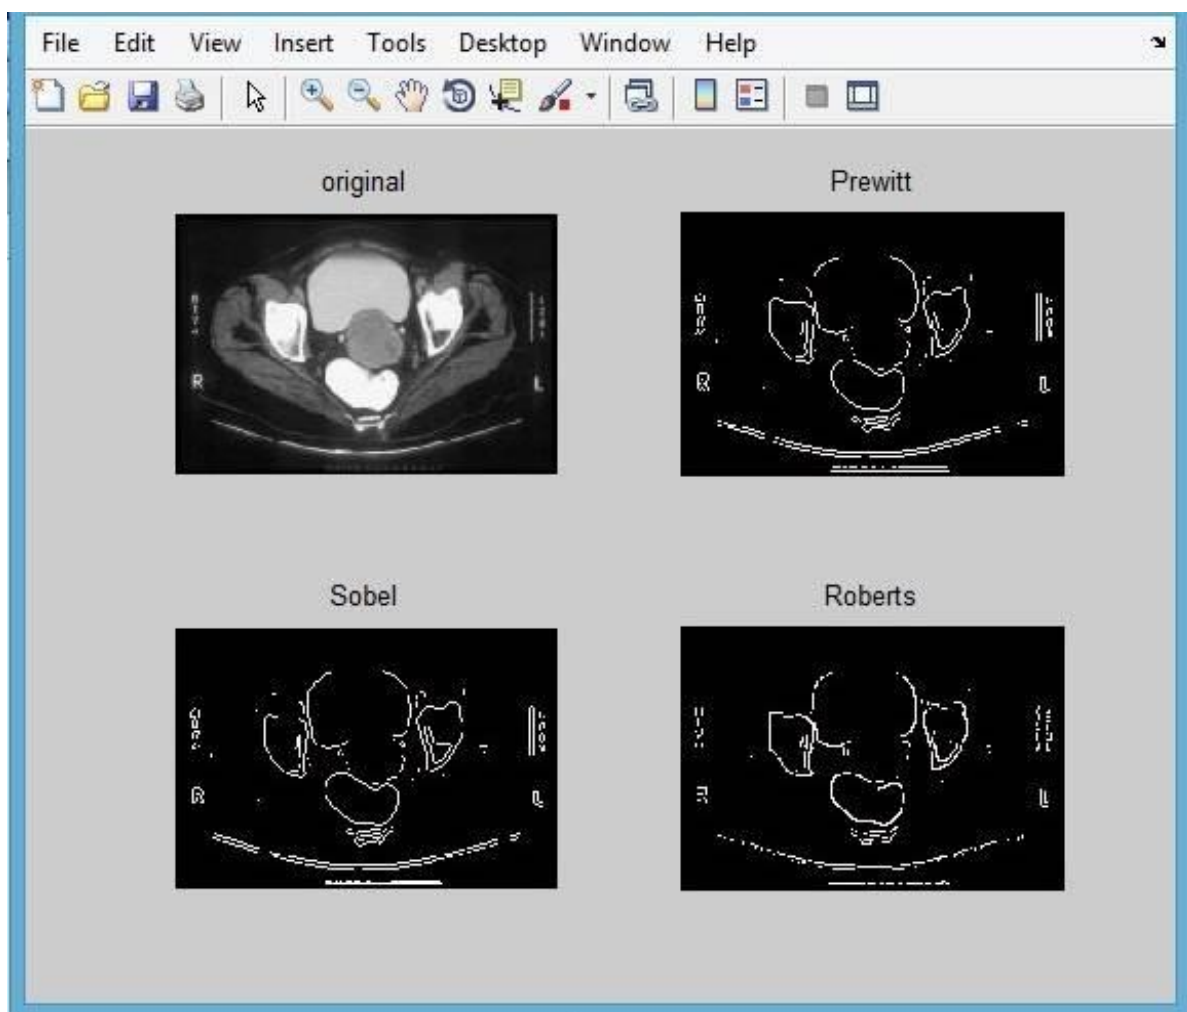 File Edit View Insert Tools Desktop Window Help
original
Prewitt
R
L
Sobel
Roberts
R
R